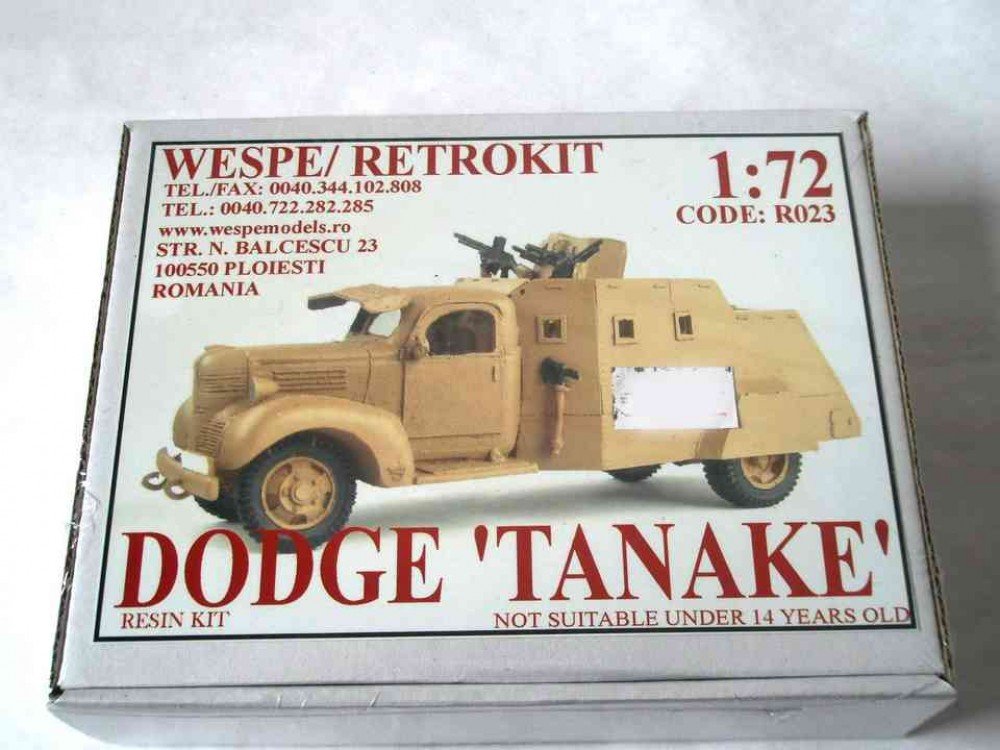 WESPE/ RETROKIT
TEL./FAX: 0040.344.102.808
TEL.: 0040.722.282.285
www.wespemodels.ro
STR. N. BALCESCU 23
100550 PLOIESTI
ROMANIA
1:72
CODE: R023
DODGE 'TANAKE'
RESIN KIT
NOT SUITABLE UNDER 14 YEARS OLD